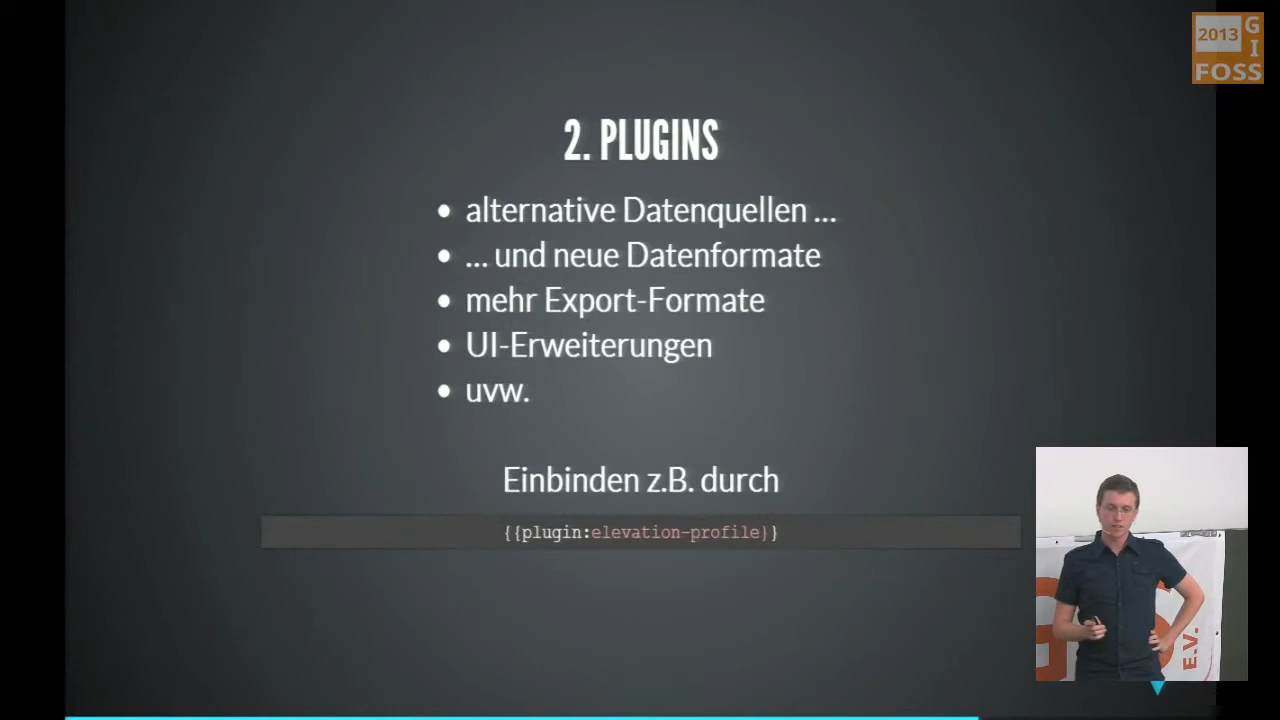 2013
G
I
FOSS
2. PLUGINS
• alternative Datenquellen ...
• ... und neue Datenformate
• mehr Export-Formate
• UI-Erweiterungen
• uvw.
Einbinden z.B. durch
{{plugin:elevation-profile}}
E.V.